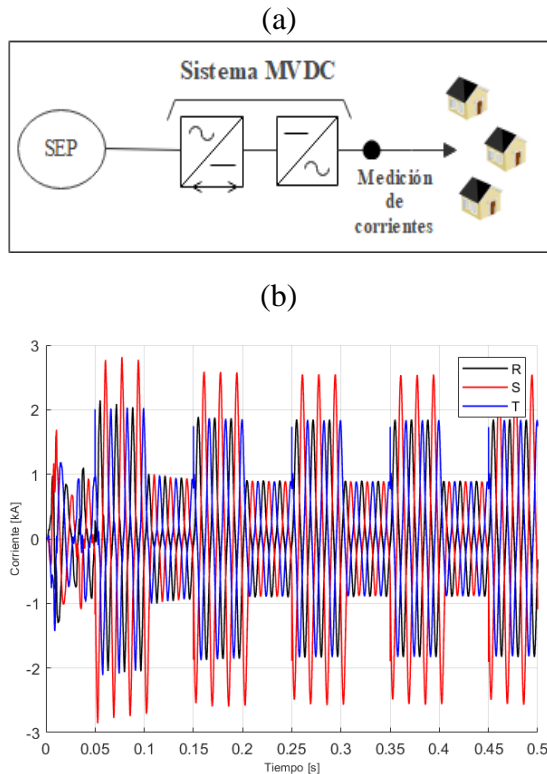 (a)
Sistema MVDC
SEP
Medición
de
corrientes
(b)
3
2
1
0
-1
-2
-3
Corriente [kA]
R
S
T
0 0.05 0.1 0.15 0.2 0.25 0.3 0.35 0.4 0.45 0.5
Tiempo [s]